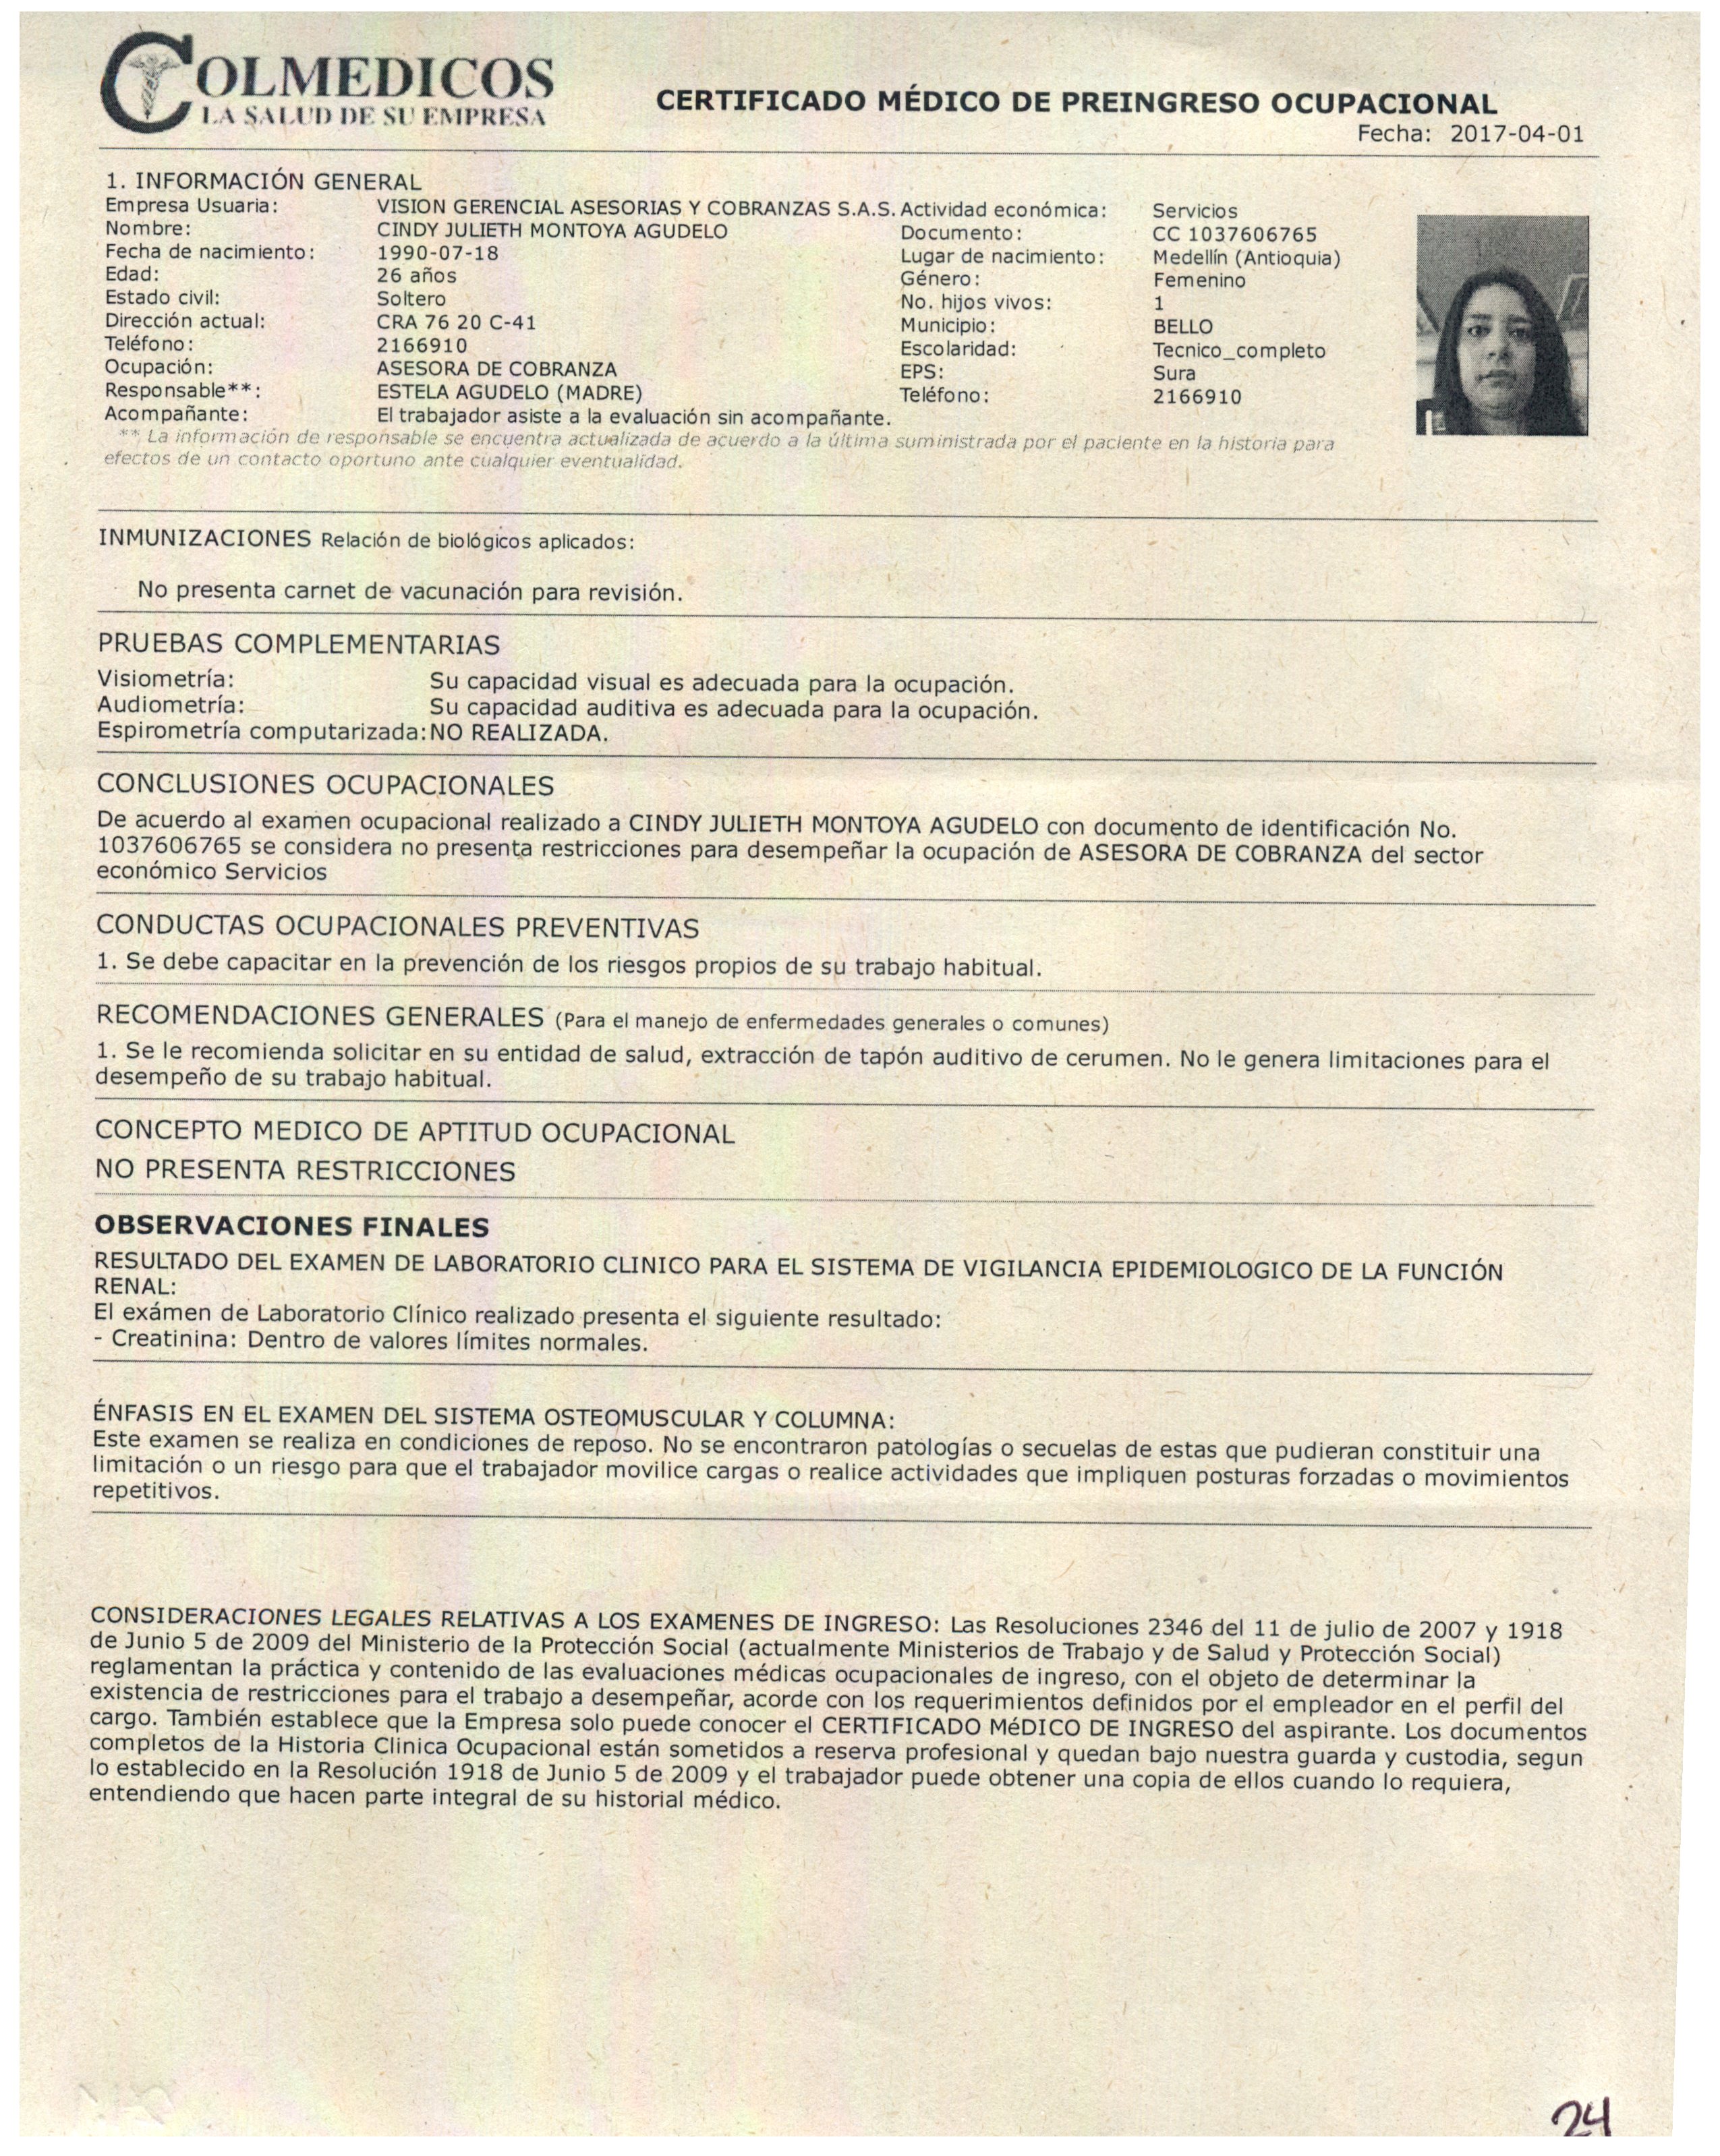 COLMEDICOS
LA SALUD DE SU EMPRESA
CERTIFICADO MÉDICO DE PREINGRESO OCUPACIONAL
Fecha: 2017-04-01
1. INFORMACIÓN GENERAL
Empresa Usuaria: VISION GERENCIAL ASESORIAS Y COBRANZAS S.A.S. Actividad económica: Servicios
Nombre: CINDY JULIETH MONTOYA AGUDELO Documento: CC 1037606765
Fecha de nacimiento: 1990-07-18 Lugar de nacimiento: Medellín (Antioquia)
Edad: 26 años Género: Femenino
Estado civil: Soltero No. hijos vivos: 1
Dirección actual: CRA 76 20 C-41 Municipio: BELLO
Teléfono: 2166910 Escolaridad: Tecnico_completo
Ocupación: ASESORA DE COBRANZA EPS: Sura
Responsable**: ESTELA AGUDELO (MADRE) Teléfono: 2166910
Acompañante: El trabajador asiste a la evaluación sin acompañante.
** La información de responsable se encuentra actualizada de acuerdo a la última suministrada por el paciente en la historia para
efectos de un contacto oportuno ante cualquier eventualidad.
INMUNIZACIONES Relación de biológicos aplicados:
No presenta carnet de vacunación para revisión.
PRUEBAS COMPLEMENTARIAS
Visiometría: Su capacidad visual es adecuada para la ocupación.
Audiometría: Su capacidad auditiva es adecuada para la ocupación.
Espirometría computarizada: NO REALIZADA.
CONCLUSIONES OCUPACIONALES
De acuerdo al examen ocupacional realizado a CINDY JULIETH MONTOYA AGUDELO con documento de identificación No.
1037606765 se considera no presenta restricciones para desempeñar la ocupación de ASESORA DE COBRANZA del sector
económico Servicios
CONDUCTAS OCUPACIONALES PREVENTIVAS
1. Se debe capacitar en la prevención de los riesgos propios de su trabajo habitual.
RECOMENDACIONES GENERALES (Para el manejo de enfermedades generales o comunes)
1. Se le recomienda solicitar en su entidad de salud, extracción de tapón auditivo de cerumen. No le genera limitaciones para el
desempeño de su trabajo habitual.
CONCEPTO MEDICO DE APTITUD OCUPACIONAL
NO PRESENTA RESTRICCIONES
OBSERVACIONES FINALES
RESULTADO DEL EXAMEN DE LABORATORIO CLINICO PARA EL SISTEMA DE VIGILANCIA EPIDEMIOLOGICO DE LA FUNCIÓN
RENAL:
El exámen de Laboratorio Clínico realizado presenta el siguiente resultado:
- Creatinina: Dentro de valores límites normales.
ÉNFASIS EN EL EXAMEN DEL SISTEMA OSTEOMUSCULAR Y COLUMNA:
Este examen se realiza en condiciones de reposo. No se encontraron patologías o secuelas de estas que pudieran constituir una
limitación o un riesgo para que el trabajador movilice cargas o realice actividades que impliquen posturas forzadas o movimientos
repetitivos.
CONSIDERACIONES LEGALES RELATIVAS A LOS EXAMENES DE INGRESO: Las Resoluciones 2346 del 11 de julio de 2007 y 1918
de Junio 5 de 2009 del Ministerio de la Protección Social (actualmente Ministerios de Trabajo y de Salud y Protección Social)
reglamentan la práctica y contenido de las evaluaciones médicas ocupacionales de ingreso, con el objeto de determinar la
existencia de restricciones para el trabajo a desempeñar, acorde con los requerimientos definidos por el empleador en el perfil del
cargo. También establece que la Empresa solo puede conocer el CERTIFICADO MéDICO DE INGRESO del aspirante. Los documentos
completos de la Historia Clinica Ocupacional están sometidos a reserva profesional y quedan bajo nuestra guarda y custodia, segun
lo establecido en la Resolución 1918 de Junio 5 de 2009 y el trabajador puede obtener una copia de ellos cuando lo requiera,
entendiendo que hacen parte integral de su historial médico.
24